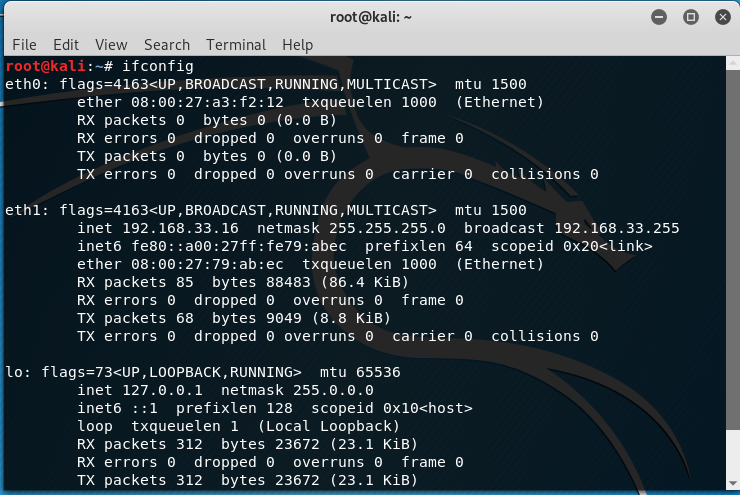 root@kali: ~
File Edit View Search Terminal Help
root@kali:~# ifconfig
eth0: flags=4163<UP,BROADCAST,RUNNING,MULTICAST>  mtu 1500
        ether 08:00:27:a3:f2:12  txqueuelen 1000  (Ethernet)
        RX packets 0  bytes 0 (0.0 B)
        RX errors 0  dropped 0  overruns 0  frame 0
        TX packets 0  bytes 0 (0.0 B)
        TX errors 0  dropped 0 overruns 0  carrier 0  collisions 0
eth1: flags=4163<UP,BROADCAST,RUNNING,MULTICAST>  mtu 1500
        inet 192.168.33.16  netmask 255.255.255.0  broadcast 192.168.33.255
        inet6 fe80::a00:27ff:fe79:abec  prefixlen 64  scopeid 0x20<link>
        ether 08:00:27:79:ab:ec  txqueuelen 1000  (Ethernet)
        RX packets 85  bytes 88483 (86.4 KiB)
        RX errors 0  dropped 0  overruns 0  frame 0
        TX packets 68  bytes 9049 (8.8 KiB)
        TX errors 0  dropped 0 overruns 0  carrier 0  collisions 0
lo: flags=73<UP,LOOPBACK,RUNNING>  mtu 65536
        inet 127.0.0.1  netmask 255.0.0.0
        inet6 ::1  prefixlen 128  scopeid 0x10<host>
        loop  txqueuelen 1  (Local Loopback)
        RX packets 312  bytes 23672 (23.1 KiB)
        RX errors 0  dropped 0  overruns 0  frame 0
        TX packets 312  bytes 23672 (23.1 KiB)